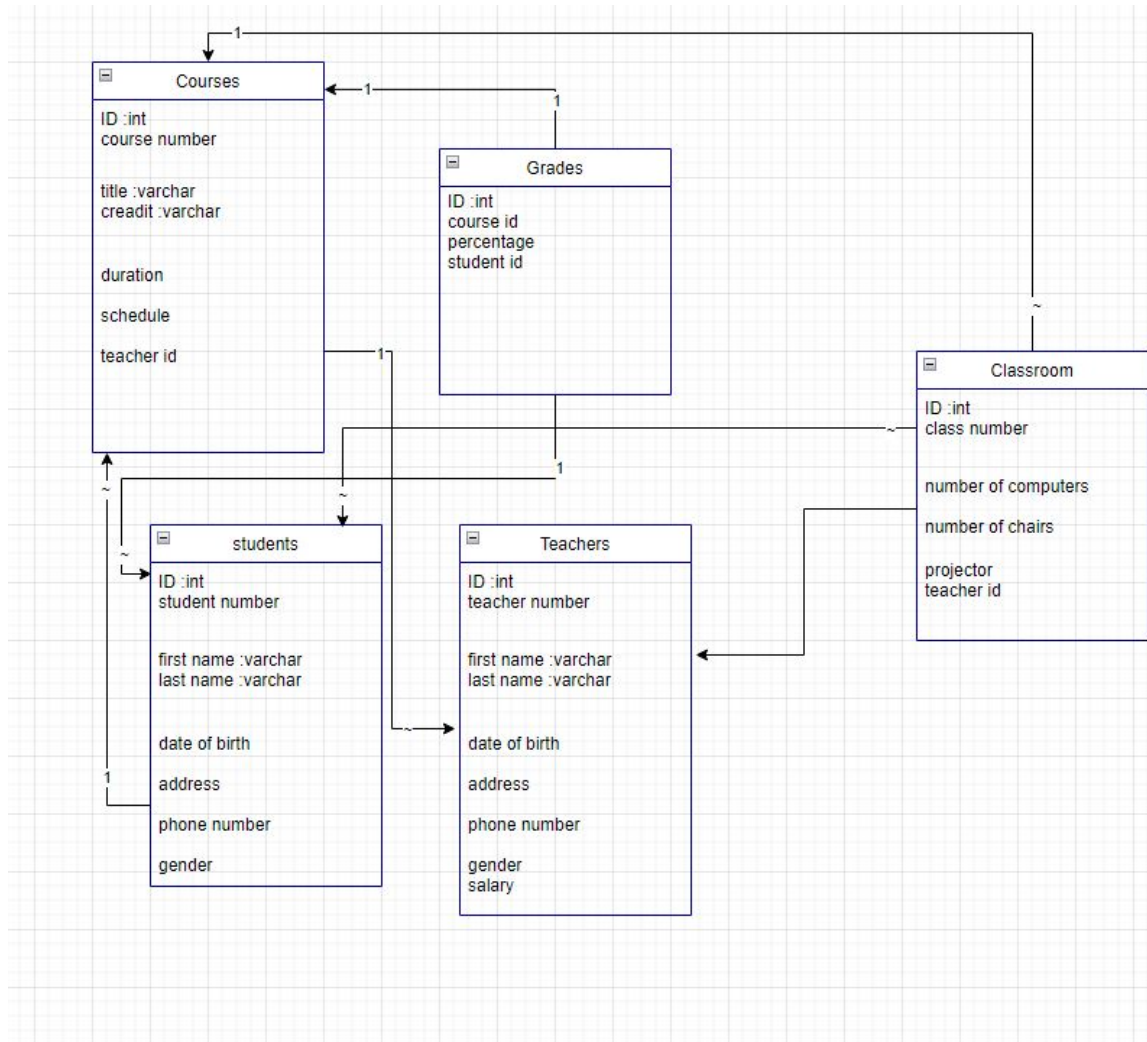 1
Courses
ID :int
course number
title :varchar
creadit :varchar
duration
schedule
teacher id
1
1
Grades
ID :int
course id
percentage
student id
1
~
Classroom
ID :int
class number
number of computers
number of chairs
projector
teacher id
~
~
1
~
~
students
ID :int
student number
first name :varchar
last name :varchar
date of birth
address
phone number
gender
1
~
Teachers
ID :int
teacher number
first name :varchar
last name :varchar
date of birth
address
phone number
gender
salary